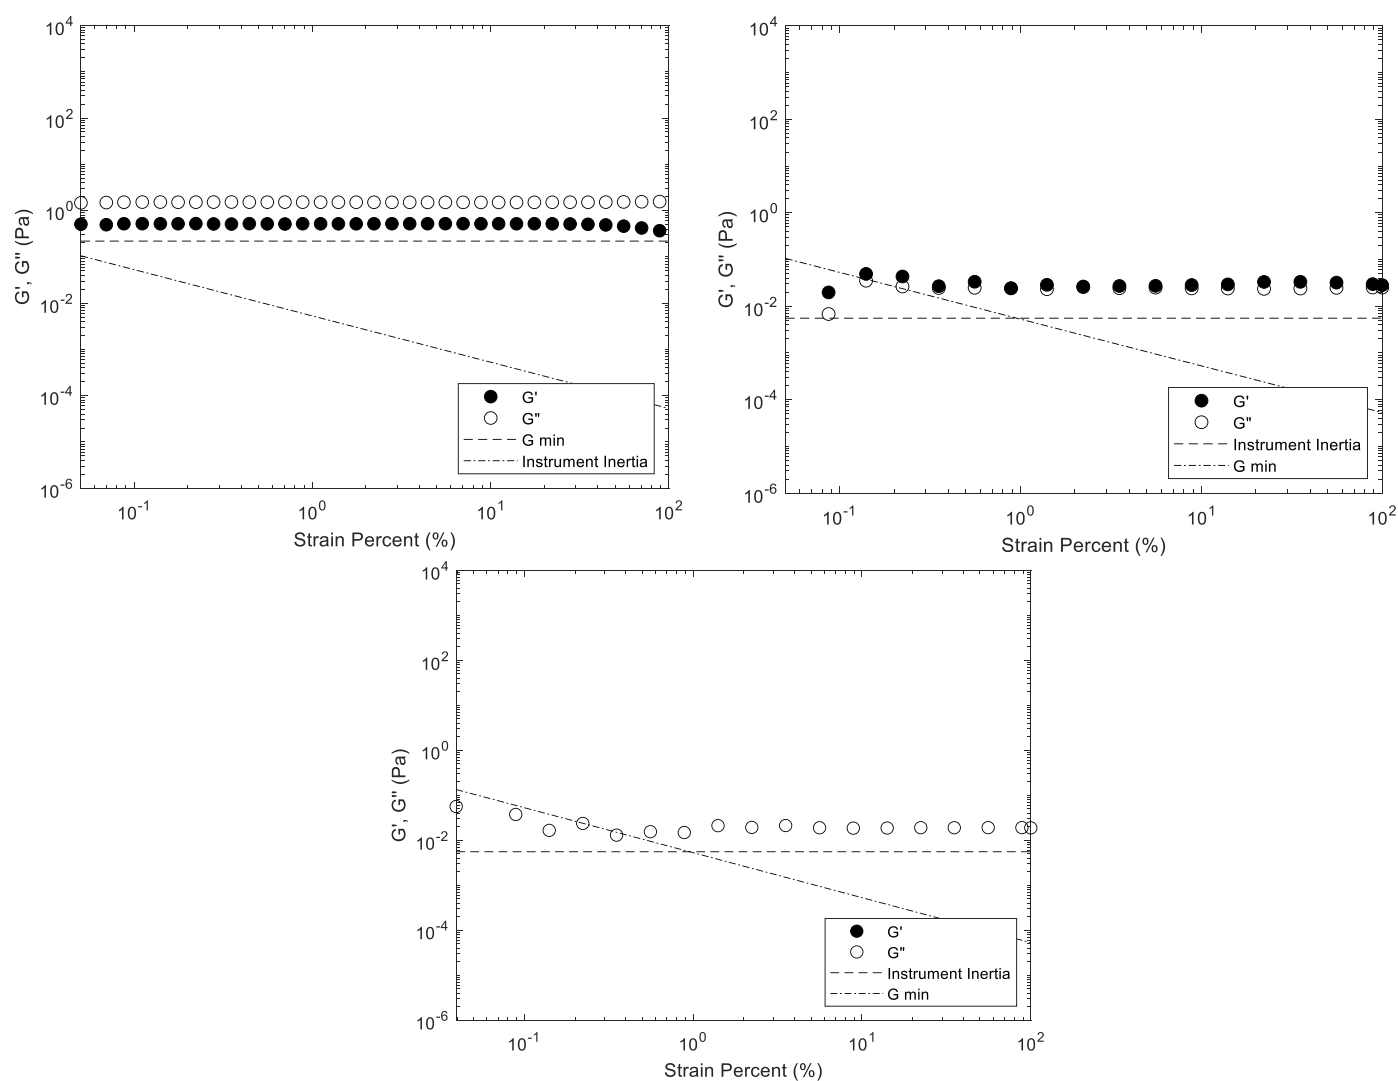 10^4
10^2
10^0
10^-2
10^-4
10^-6
G', G'' (Pa)
10^-1
10^0
10^1
10^2
Strain Percent (%)
G'
G''
G min
Instrument Inertia
10^4
10^2
10^0
10^-2
10^-4
10^-6
G', G'' (Pa)
10^-1
10^0
10^1
10^2
Strain Percent (%)
G'
G''
Instrument Inertia
G min
10^4
10^2
10^0
10^-2
10^-4
10^-6
G', G'' (Pa)
10^-1
10^0
10^1
10^2
Strain Percent (%)
G'
G''
Instrument Inertia
G min